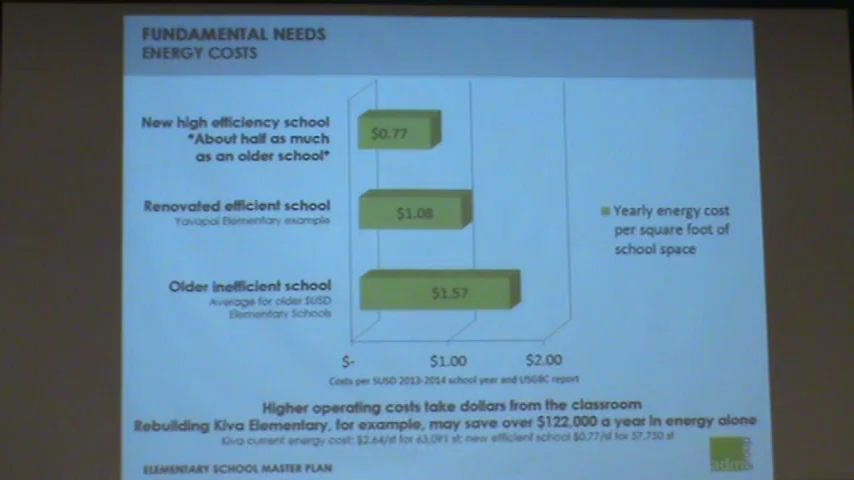 FUNDAMENTAL NEEDS
ENERGY COSTS
New high efficiency school
*About half as much
as an older school*
$0.77
Renovated efficient school
Yavapai Elementary example
$1.08
Older inefficient school
Average for older SUSD
Elementary Schools
$1.57
Yearly energy cost
per square foot of
school space
$-
$1.00
$2.00
Costs per SUSD 2013-2014 school year and USGBC report
Higher operating costs take dollars from the classroom
Rebuilding Kiva Elementary, for example, may save over $122,000 a year in energy alone
Kiva current energy cost: $2.64/sf for 63,091 sf; new efficient school $0.77/sf for 57,750 sf
ELEMENTARY SCHOOL MASTER PLAN
adm
group